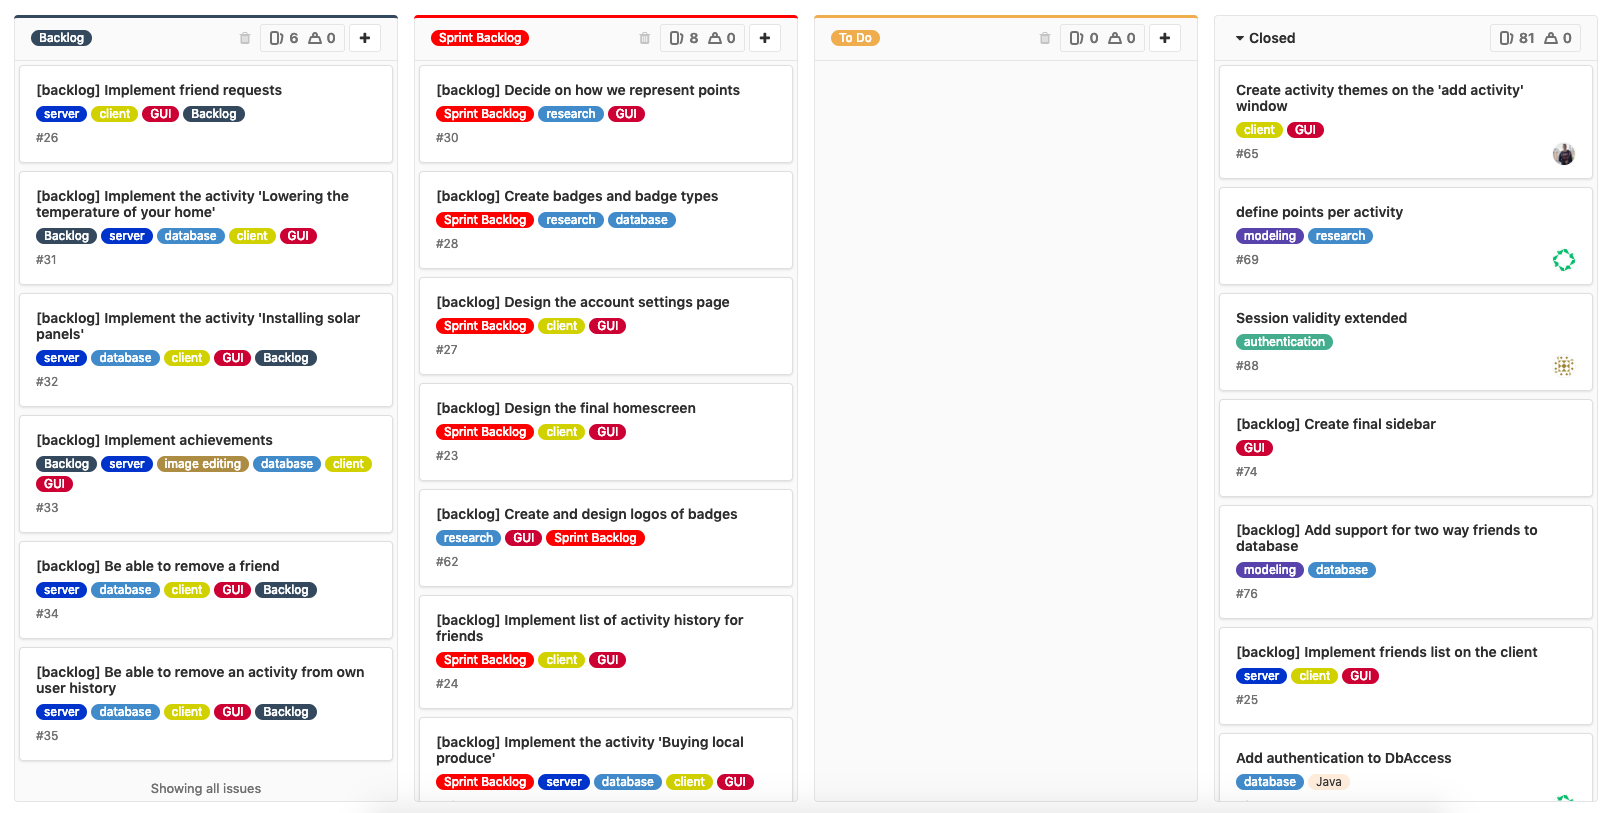 Backlog 6 0 +
[backlog] Implement friend requests
server client GUI Backlog
#26
[backlog] Implement the activity 'Lowering the
temperature of your home'
Backlog server database client GUI
#31
[backlog] Implement the activity 'Installing solar
panels'
server database client GUI Backlog
#32
[backlog] Implement achievements
Backlog server image editing database client
GUI
#33
[backlog] Be able to remove a friend
server database client GUI Backlog
#34
[backlog] Be able to remove an activity from own
user history
server database client GUI Backlog
#35
Showing all issues
Sprint Backlog 8 0 +
[backlog] Decide on how we represent points
Sprint Backlog research GUI
#30
[backlog] Create badges and badge types
Sprint Backlog research database
#28
[backlog] Design the account settings page
Sprint Backlog client GUI
#27
[backlog] Design the final homescreen
Sprint Backlog client GUI
#23
[backlog] Create and design logos of badges
research GUI Sprint Backlog
#62
[backlog] Implement list of activity history for
friends
Sprint Backlog client GUI
#24
[backlog] Implement the activity 'Buying local
produce'
Sprint Backlog server database client GUI
To Do 0 0 +
Closed 81 0
Create activity themes on the 'add activity'
window
client GUI
#65
define points per activity
modeling research
#69
Session validity extended
authentication
#88
[backlog] Create final sidebar
GUI
#74
[backlog] Add support for two way friends to
database
modeling database
#76
[backlog] Implement friends list on the client
server client GUI
#25
Add authentication to DbAccess
database Java